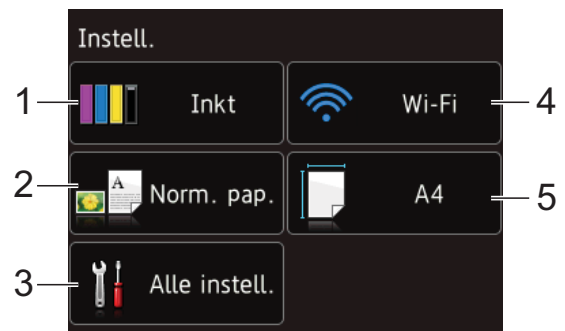 Instell.
1 Inkt
Wi-Fi 4
2 A Norm. pap.
A4 5
3 Alle instell.